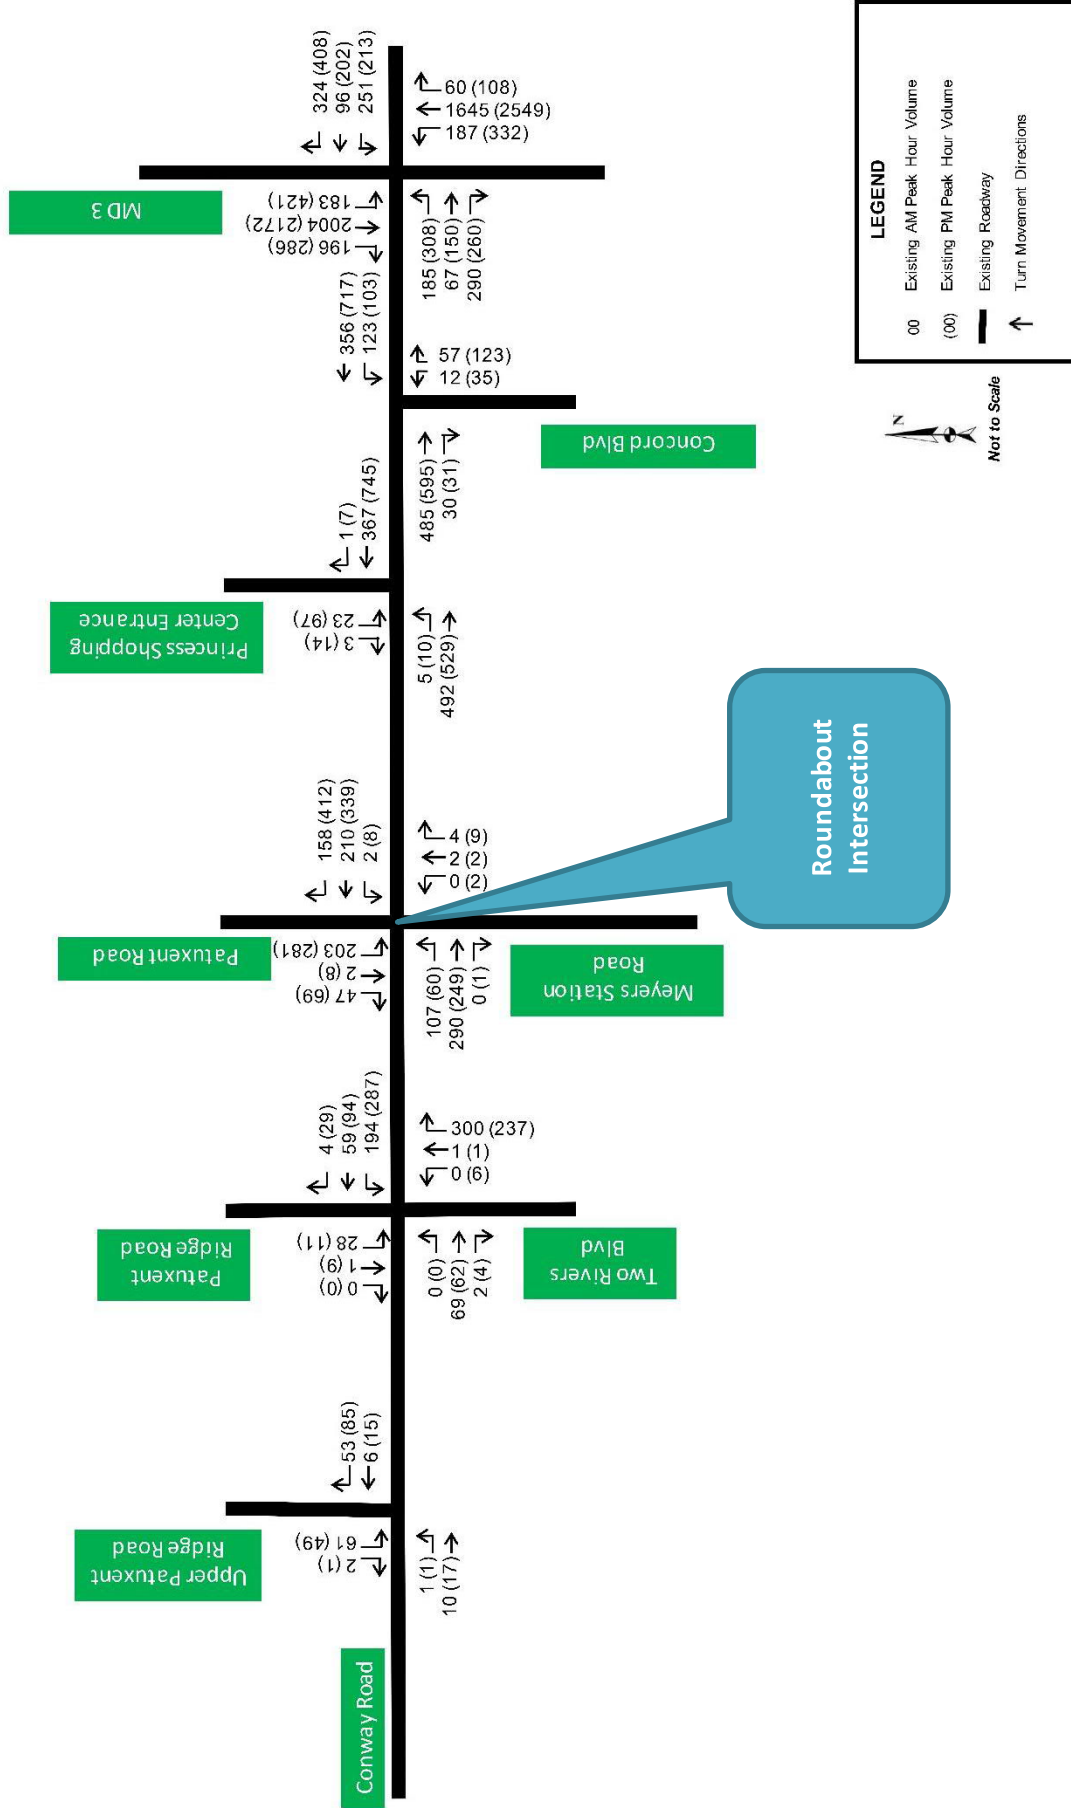 MD 3
324 (408)
96 (202)
251 (213)
60 (108)
1645 (2549)
187 (332)
183 (421)
2004 (2172)
196 (286)
185 (308)
67 (150)
290 (260)
356 (717)
123 (103)
57 (123)
12 (35)
Concord Blvd
485 (595)
30 (31)
1 (7)
367 (745)
Princess Shopping
Center Entrance
23 (97)
3 (14)
5 (10)
492 (529)
158 (412)
210 (339)
2 (8)
4 (9)
2 (2)
0 (2)
Patuxent Road
203 (281)
2 (8)
47 (69)
107 (60)
290 (249)
0 (1)
Meyers Station
Road
Roundabout
Intersection
4 (29)
59 (94)
194 (287)
300 (237)
1 (1)
0 (6)
Patuxent
Ridge Road
28 (11)
1 (9)
0 (0)
0 (0)
69 (62)
2 (4)
Two Rivers
Blvd
53 (85)
6 (15)
Upper Patuxent
Ridge Road
61 (49)
2 (1)
1 (1)
10 (17)
Conway Road
LEGEND
00 Existing AM Peak Hour Volume
(00) Existing PM Peak Hour Volume
Existing Roadway
Turn Movement Directions
N
Not to Scale